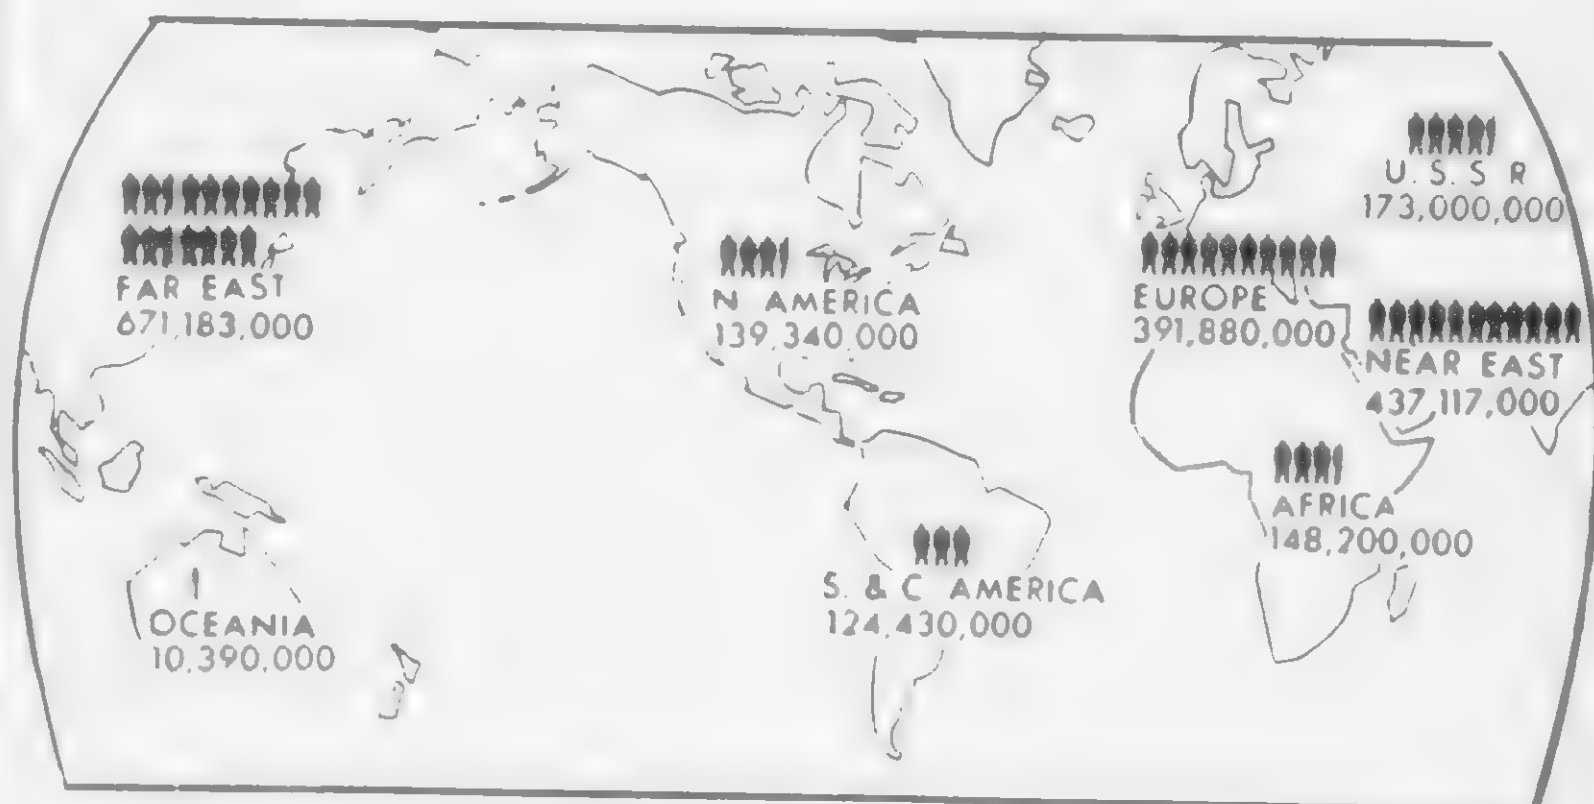 U. S. S R
173,000,000
FAR EAST
671,183,000
N AMERICA
139,340,000
EUROPE
391,880,000
NEAR EAST
437,117,000
AFRICA
148,200,000
S. & C AMERICA
124,430,000
OCEANIA
10,390,000